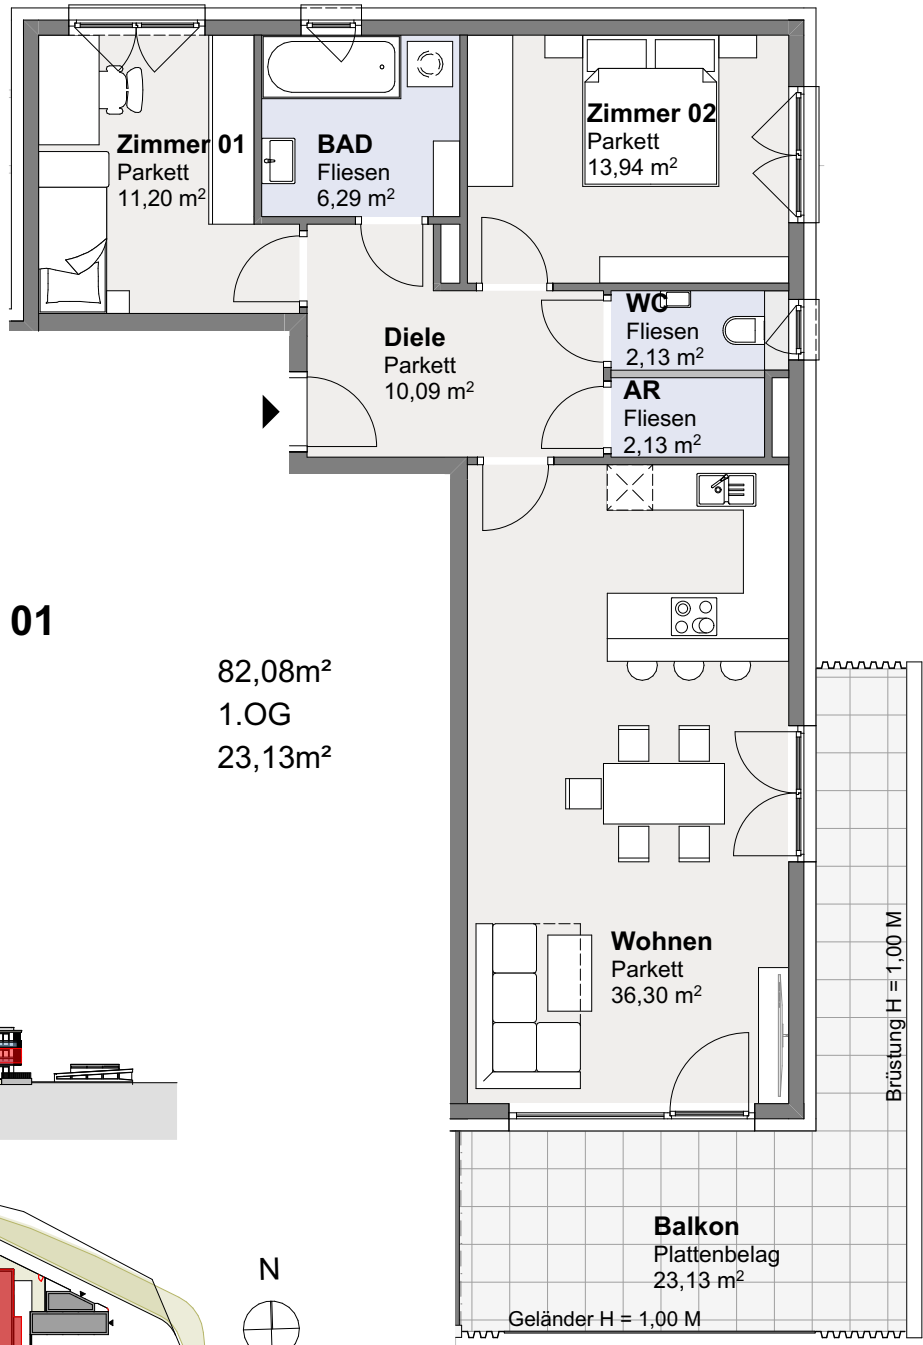 Zimmer 01
Parkett
11,20 m²
BAD
Fliesen
6,29 m²
Zimmer 02
Parkett
13,94 m²
WC
Fliesen
2,13 m²
Diele
Parkett
10,09 m²
AR
Fliesen
2,13 m²
01
82,08m²
1.OG
23,13m²
Wohnen
Parkett
36,30 m²
Brüstung H = 1,00 M
Balkon
Plattenbelag
23,13 m²
N
Geländer H = 1,00 M